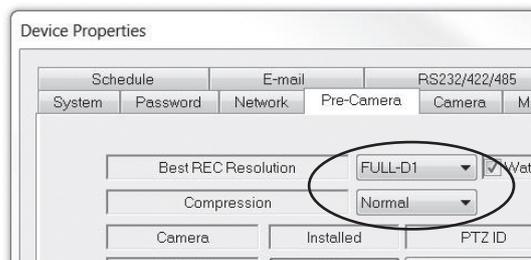 Device Properties
Schedule E-mail RS232/422/485
System Password Network Pre-Camera Camera
Best REC Resolution FULL-D1
Compression Normal
Camera Installed PTZ ID